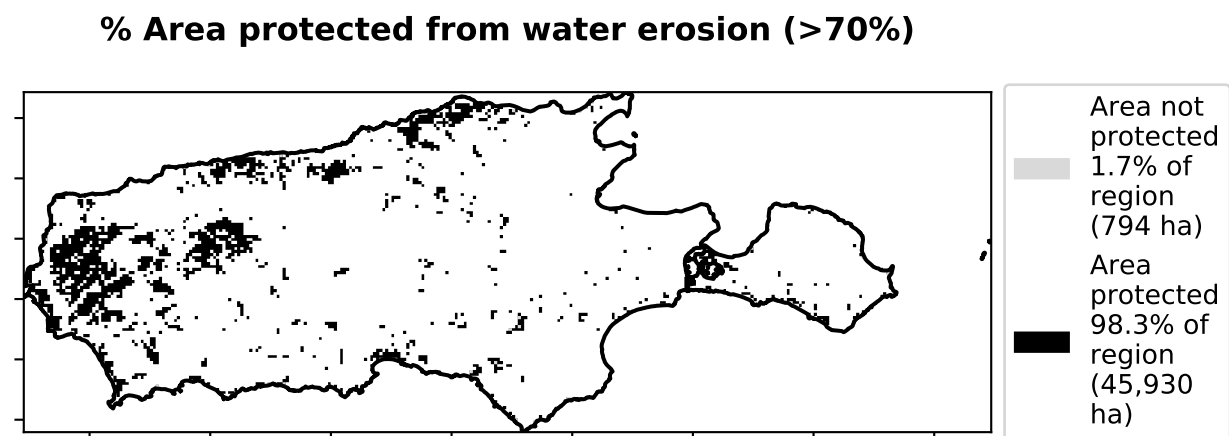 % Area protected from water erosion (>70%)
Area not
protected
1.7% of
region
(794 ha)
Area
protected
98.3% of
region
(45,930
ha)